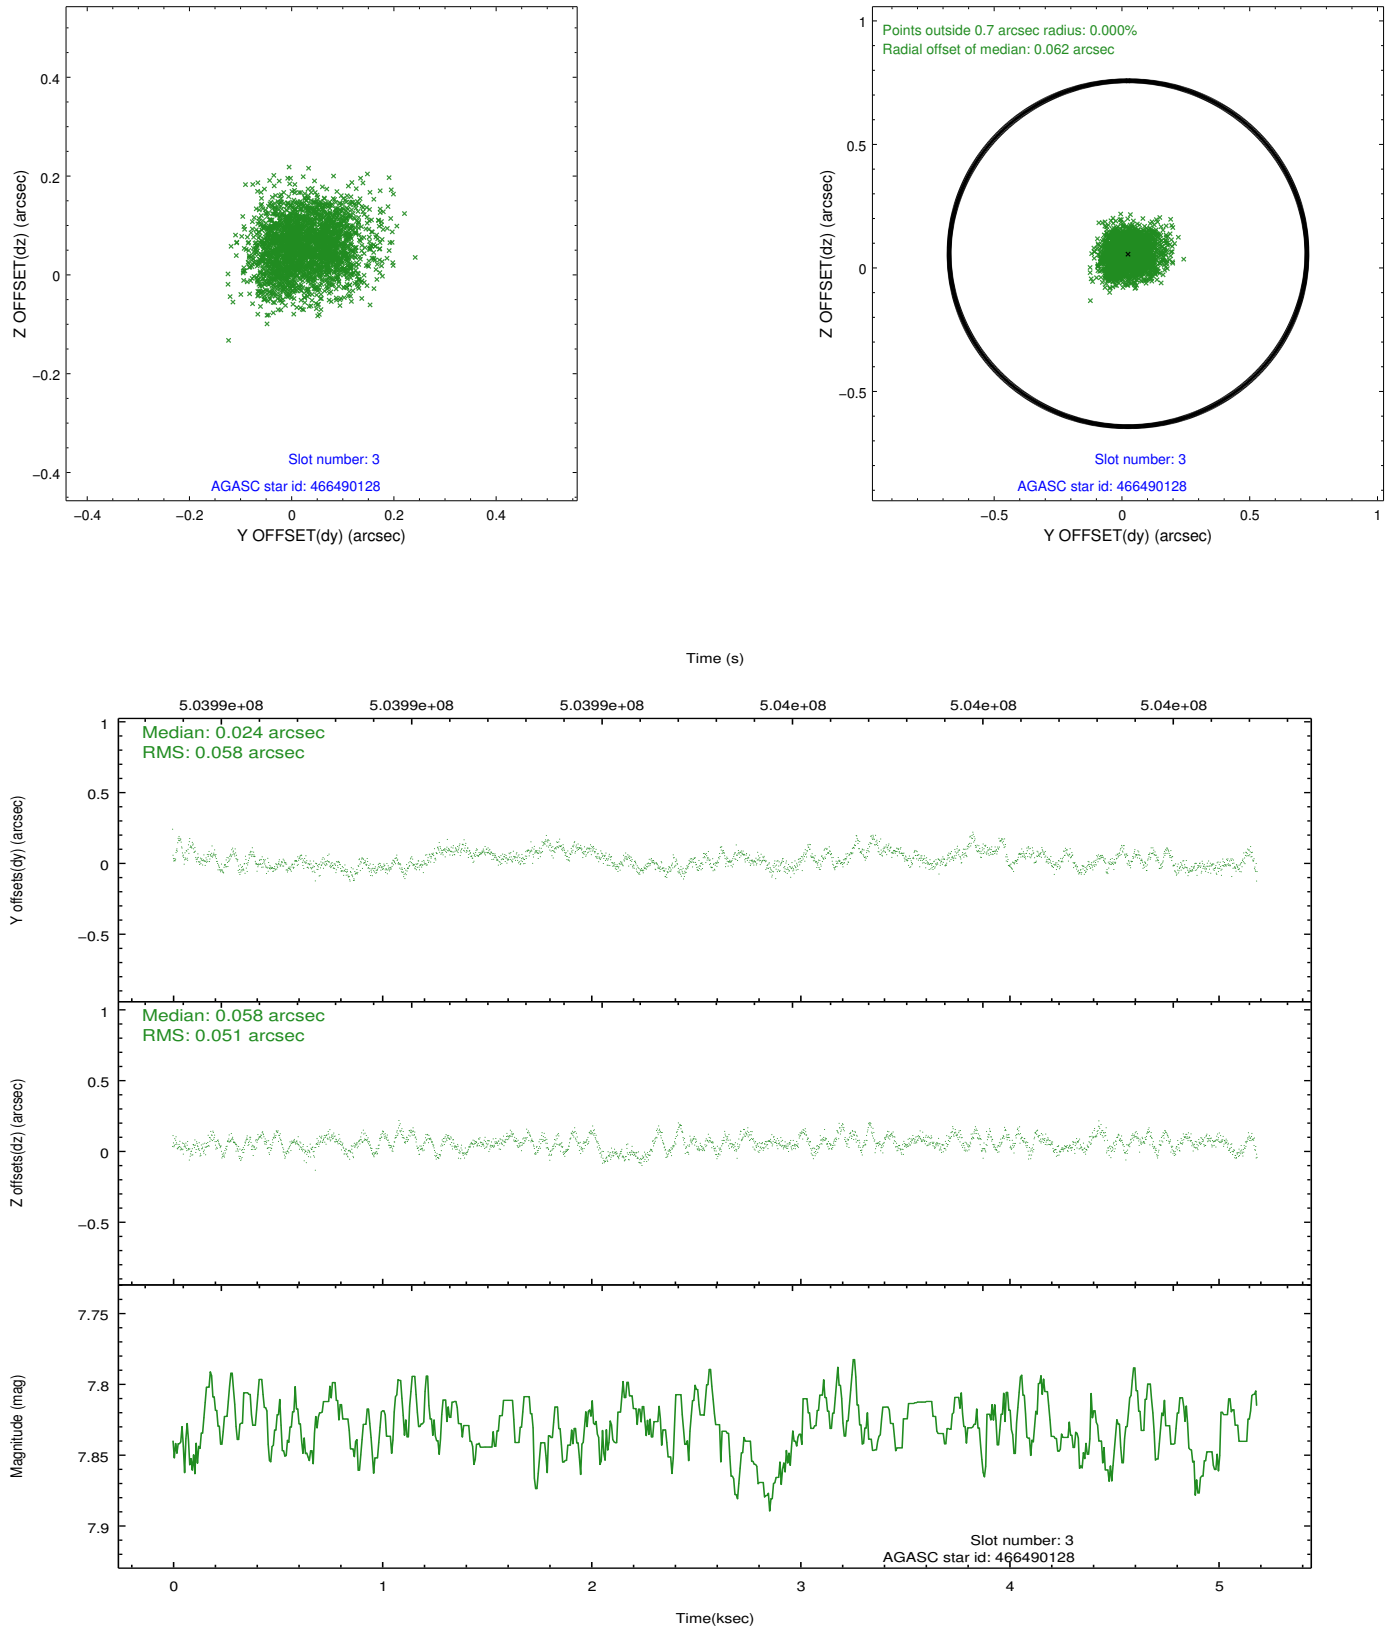 0.4
0.2
0
−0.2
−0.4
Z OFFSET(dz) (arcsec)
Slot number: 3
AGASC star id: 466490128
−0.4 −0.2 0 0.2 0.4
Y OFFSET(dy) (arcsec)
Points outside 0.7 arcsec radius: 0.000%
Radial offset of median: 0.062 arcsec
1
0.5
0
−0.5
Z OFFSET(dz) (arcsec)
Slot number: 3
AGASC star id: 466490128
−0.5 0 0.5 1
Y OFFSET(dy) (arcsec)
Time (s)
5.0399e+08 5.0399e+08 5.0399e+08 5.04e+08 5.04e+08 5.04e+08
Median: 0.024 arcsec
RMS: 0.058 arcsec
1
0.5
0
−0.5
Y offsets(dy) (arcsec)
Median: 0.058 arcsec
RMS: 0.051 arcsec
1
0.5
0
−0.5
Z offsets(dz) (arcsec)
7.75
7.8
7.85
7.9
Magnitude (mag)
Slot number: 3
AGASC star id: 466490128
0 1 2 3 4 5
Time(ksec)